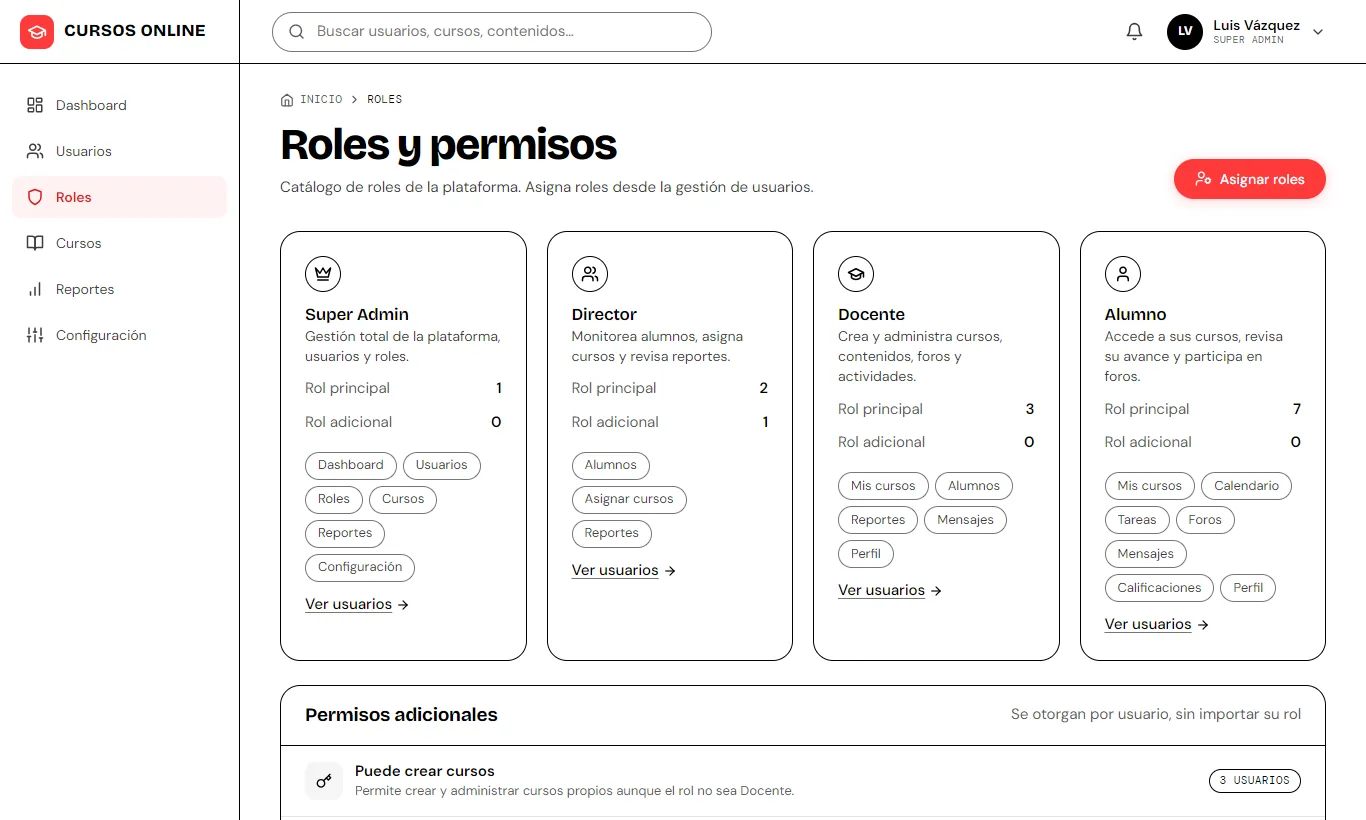 CURSOS ONLINE
Buscar usuarios, cursos, contenidos...
LV
Luis Vázquez
SUPER ADMIN
Dashboard
Usuarios
Roles
Cursos
Reportes
Configuración
INICIO > ROLES
Roles y permisos
Catálogo de roles de la plataforma. Asigna roles desde la gestión de usuarios.
Asignar roles
Super Admin
Gestión total de la plataforma,
usuarios y roles.
Rol principal 1
Rol adicional 0
Dashboard Usuarios
Roles Cursos
Reportes
Configuración
Ver usuarios →
Director
Monitorea alumnos, asigna
cursos y revisa reportes.
Rol principal 2
Rol adicional 1
Alumnos
Asignar cursos
Reportes
Ver usuarios →
Docente
Crea y administra cursos,
contenidos, foros y
actividades.
Rol principal 3
Rol adicional 0
Mis cursos Alumnos
Reportes Mensajes
Perfil
Ver usuarios →
Alumno
Accede a sus cursos, revisa
su avance y participa en
foros.
Rol principal 7
Rol adicional 0
Mis cursos Calendario
Tareas Foros
Mensajes
Calificaciones Perfil
Ver usuarios →
Permisos adicionales
Se otorgan por usuario, sin importar su rol
Puede crear cursos
Permite crear y administrar cursos propios aunque el rol no sea Docente.
3 USUARIOS